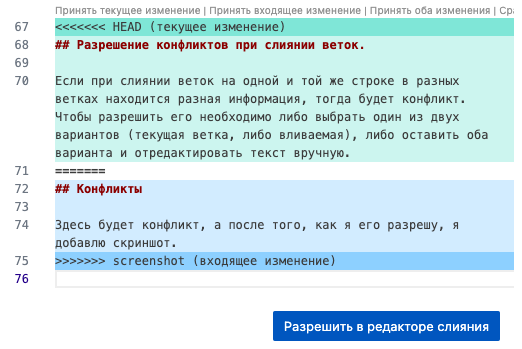 Принять текущее изменение | Принять входящее изменение | Принять оба изменения |
67 <<<<<<< HEAD (текущее изменение)
68 ## Разрешение конфликтов при слиянии веток.
69
70 Если при слиянии веток на одной и той же строке в разных
ветках находится разная информация, тогда будет конфликт.
Чтобы разрешить его необходимо либо выбрать один из двух
вариантов (текущая ветка, либо вливаемая), либо оставить оба
варианта и отредактировать текст вручную.
71 =======
72 ## Конфликты
73
74 Здесь будет конфликт, а после того, как я его разрешу, я
добавлю скриншот.
75 >>>>>>> screenshot (входящее изменение)
76
Разрешить в редакторе слияния